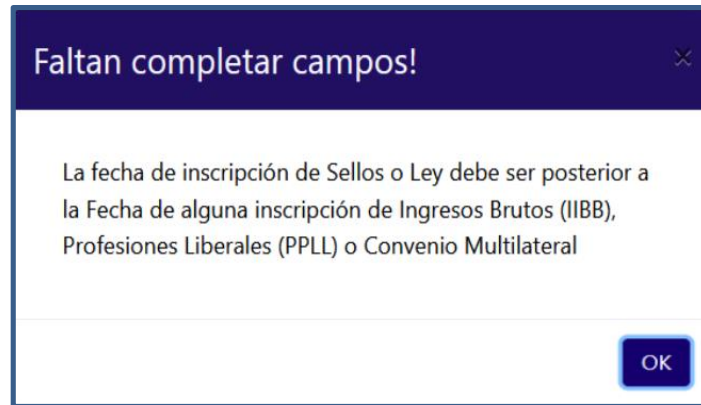 Faltan completar campos!
×
La fecha de inscripción de Sellos o Ley debe ser posterior a
la Fecha de alguna inscripción de Ingresos Brutos (IIBB),
Profesiones Liberales (PPLL) o Convenio Multilateral
OK